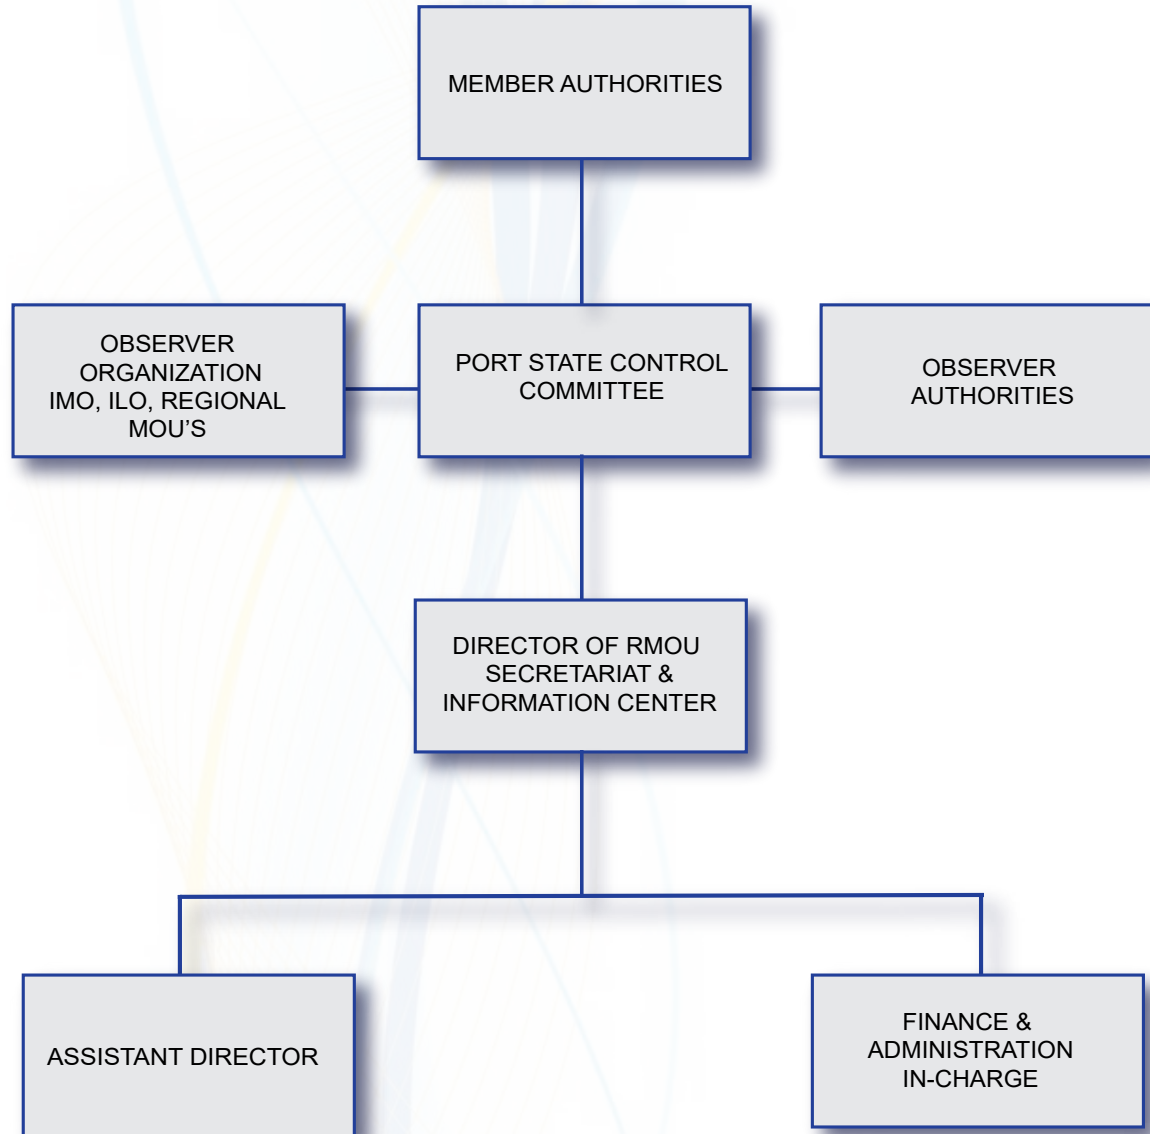 MEMBER AUTHORITIES
OBSERVER
ORGANIZATION
IMO, ILO, REGIONAL
MOU'S
PORT STATE CONTROL
COMMITTEE
OBSERVER
AUTHORITIES
DIRECTOR OF RMOU
SECRETARIAT &
INFORMATION CENTER
ASSISTANT DIRECTOR
FINANCE &
ADMINISTRATION
IN-CHARGE